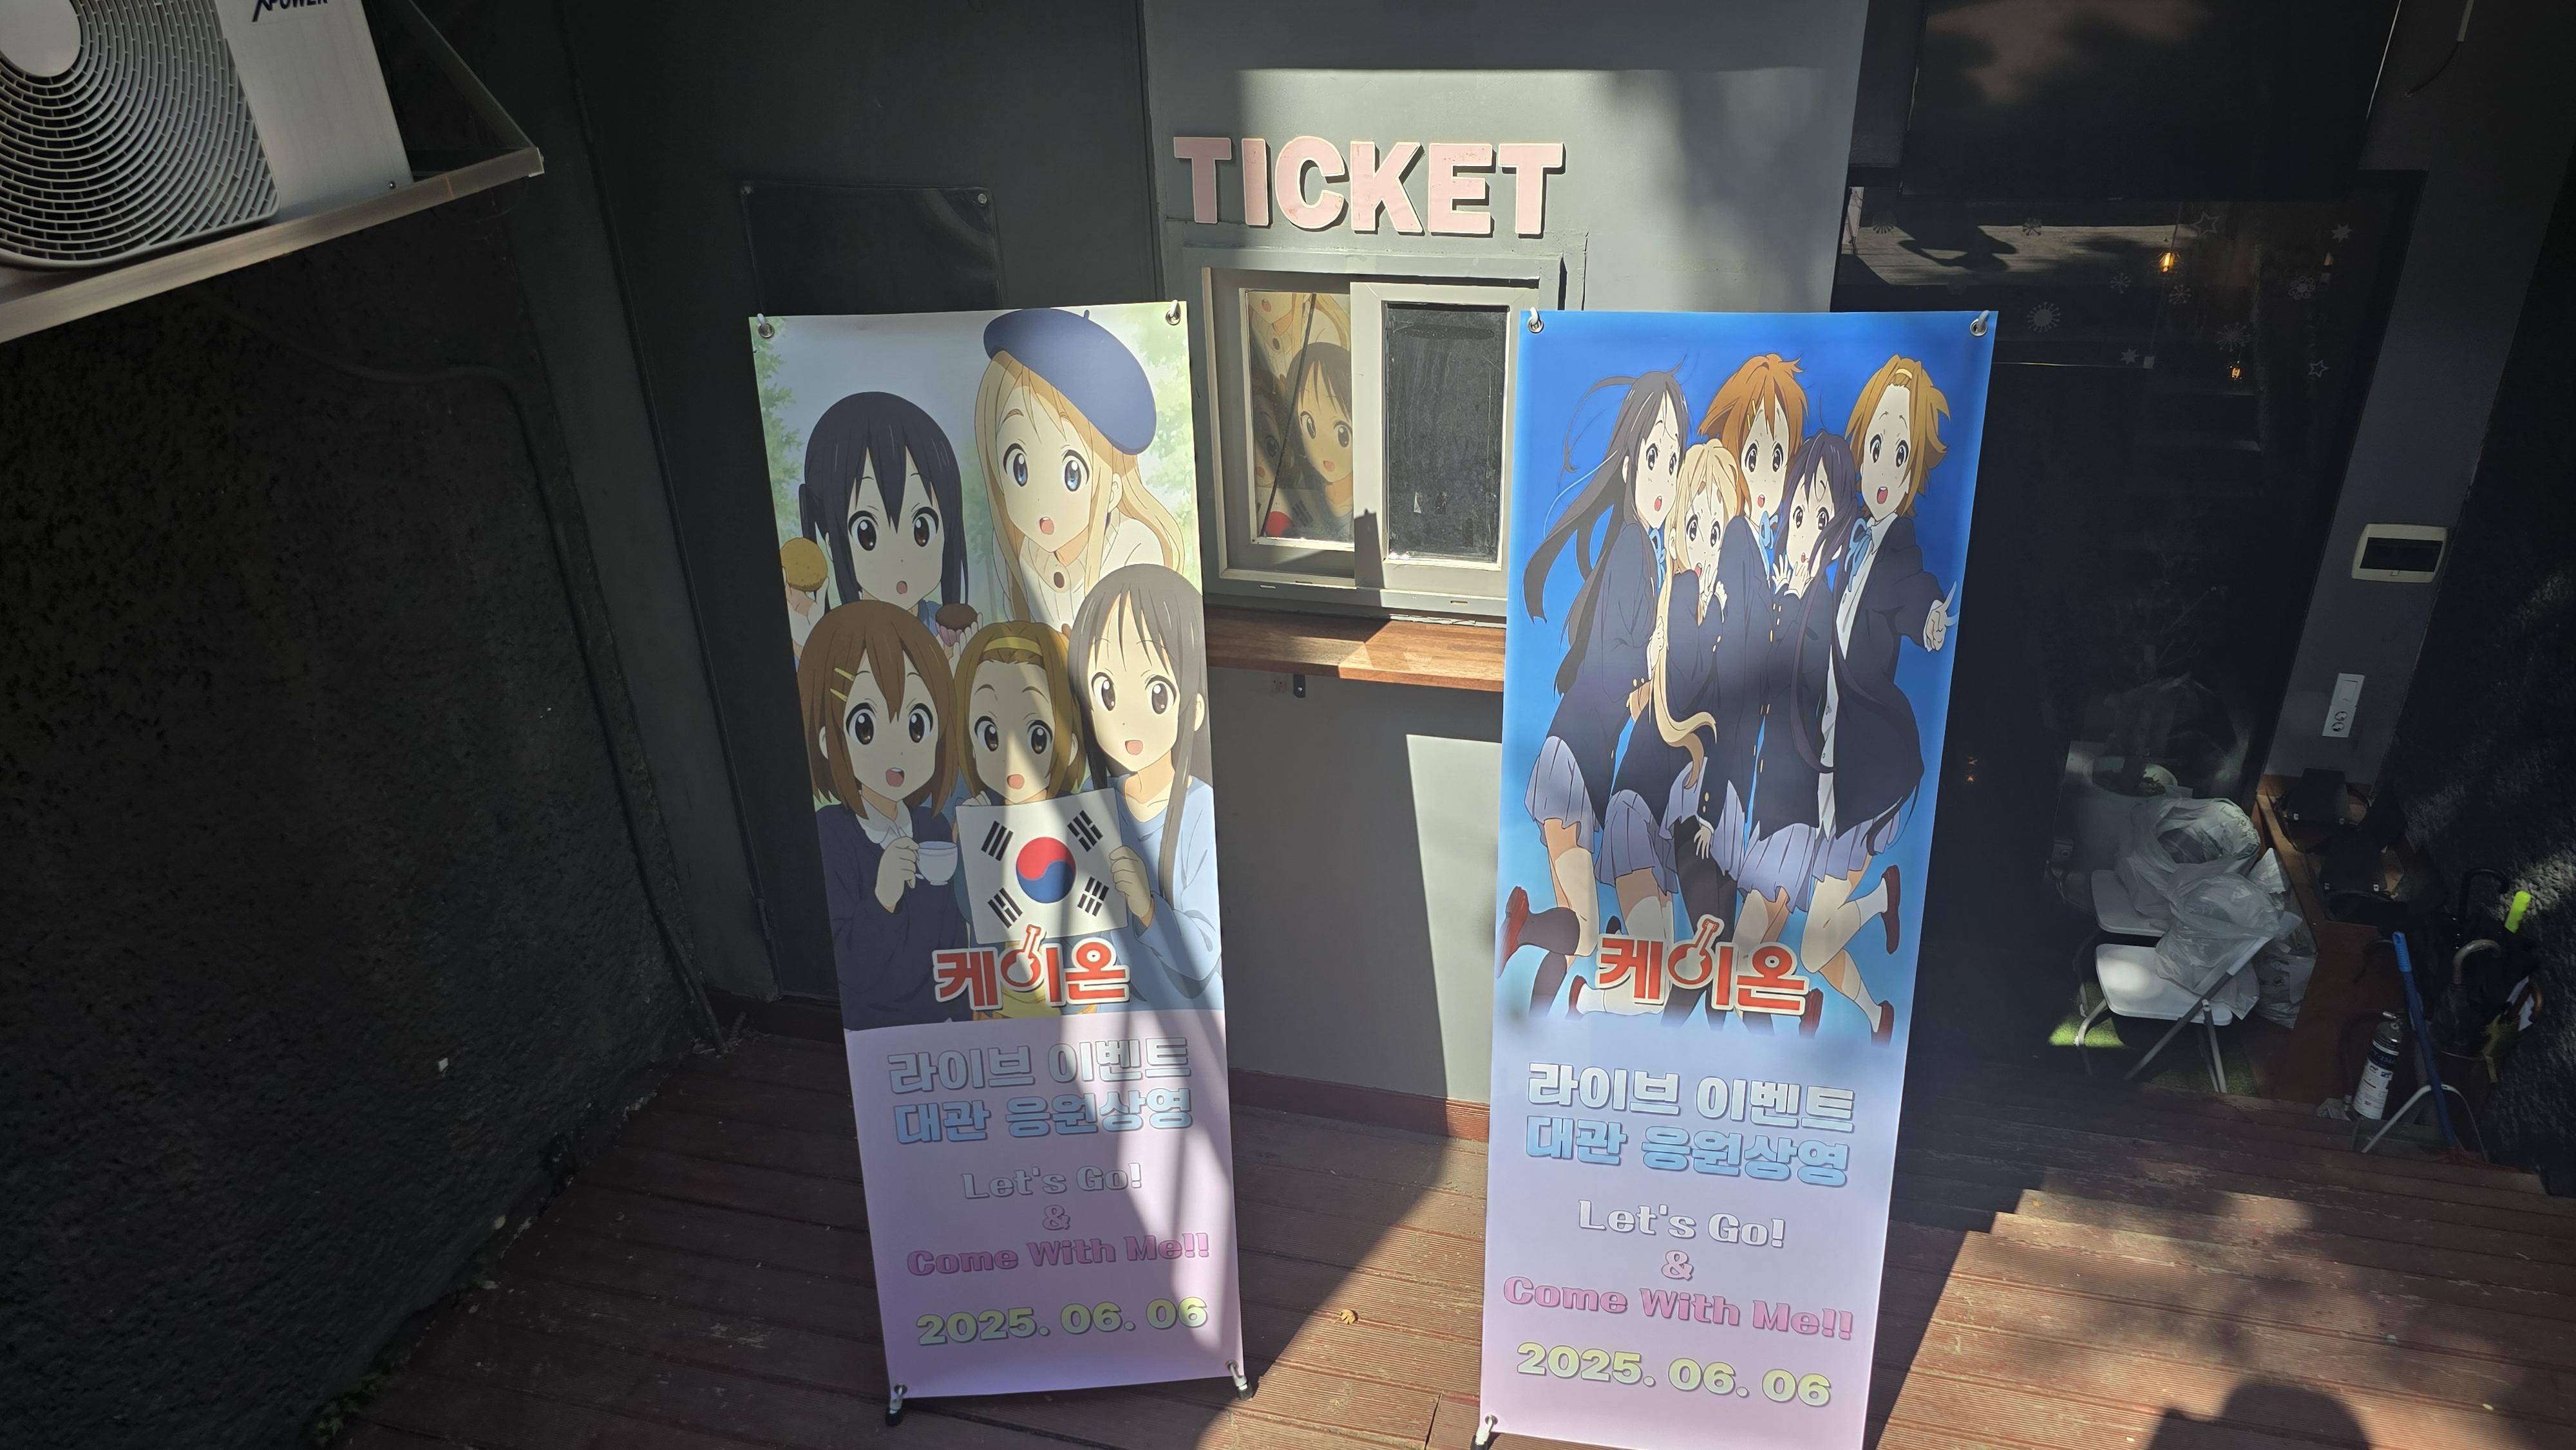 XPOWER
TICKET
케이온
라이브 이벤트
대관 응원상영
Let's Go!
&
Come With Me!!
2025. 06. 06
케이온
라이브 이벤트
대관 응원상영
Let's Go!
&
Come With Me!!
2025. 06. 06